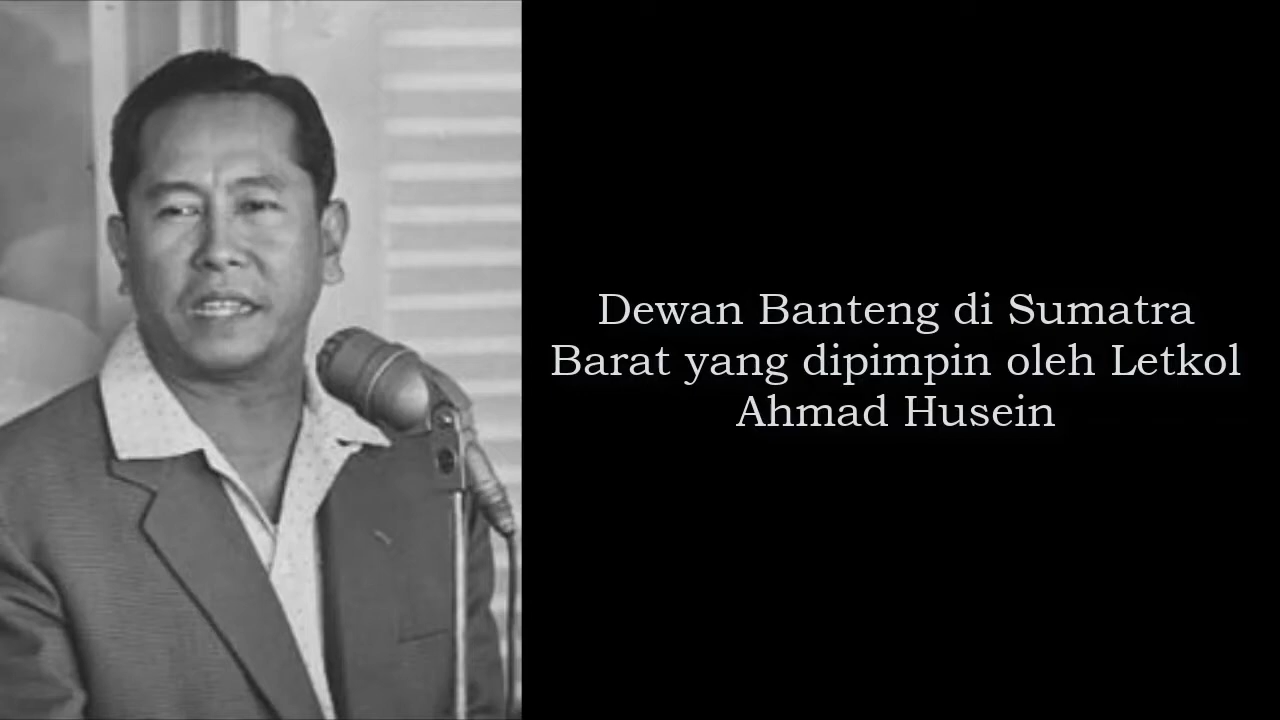 Dewan Banteng di Sumatra
Barat yang dipimpin oleh Letkol
Ahmad Husein